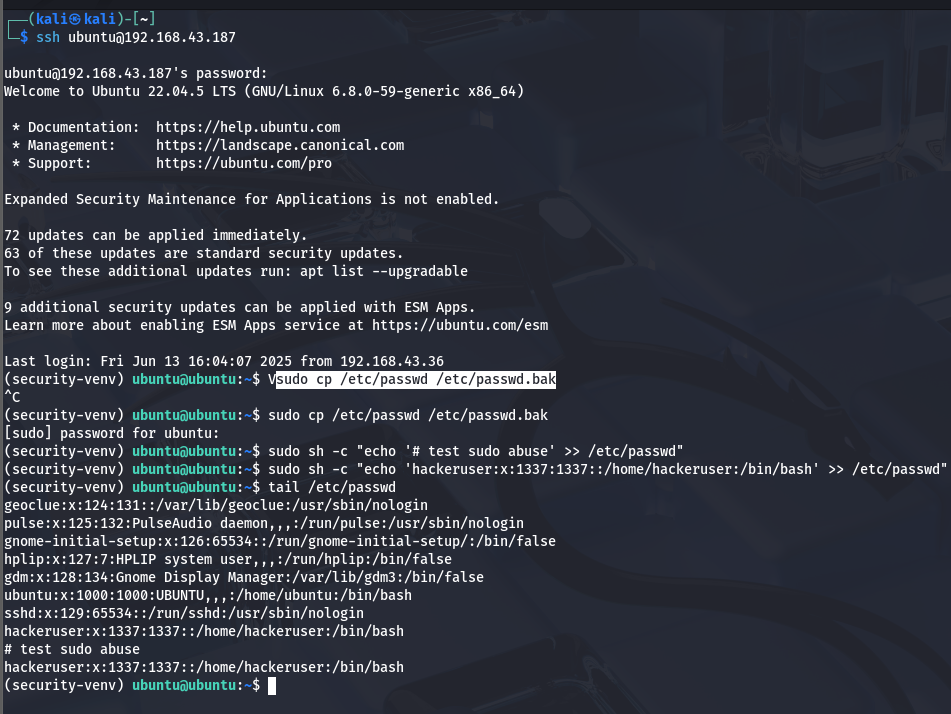 ┌──(kali㉿kali)-[~]
└─$ ssh ubuntu@192.168.43.187
ubuntu@192.168.43.187's password:
Welcome to Ubuntu 22.04.5 LTS (GNU/Linux 6.8.0-59-generic x86_64)
* Documentation:  https://help.ubuntu.com
* Management:     https://landscape.canonical.com
* Support:        https://ubuntu.com/pro
Expanded Security Maintenance for Applications is not enabled.
72 updates can be applied immediately.
63 of these updates are standard security updates.
To see these additional updates run: apt list --upgradable
9 additional security updates can be applied with ESM Apps.
Learn more about enabling ESM Apps service at https://ubuntu.com/esm
Last login: Fri Jun 13 16:04:07 2025 from 192.168.43.36
(security-venv) ubuntu@ubuntu:~$ Vsudo cp /etc/passwd /etc/passwd.bak
^C
(security-venv) ubuntu@ubuntu:~$ sudo cp /etc/passwd /etc/passwd.bak
[sudo] password for ubuntu:
(security-venv) ubuntu@ubuntu:~$ sudo sh -c "echo '# test sudo abuse' >> /etc/passwd"
(security-venv) ubuntu@ubuntu:~$ sudo sh -c "echo 'hackeruser:x:1337:1337::/home/hackeruser:/bin/bash' >> /etc/passwd"
(security-venv) ubuntu@ubuntu:~$ tail /etc/passwd
geoclue:x:124:131::/var/lib/geoclue:/usr/sbin/nologin
pulse:x:125:132:PulseAudio daemon,,,:/run/pulse:/usr/sbin/nologin
gnome-initial-setup:x:126:65534::/run/gnome-initial-setup/:/bin/false
hplip:x:127:7:HPLIP system user,,,:/run/hplip:/bin/false
gdm:x:128:134:Gnome Display Manager:/var/lib/gdm3:/bin/false
ubuntu:x:1000:1000:UBUNTU,,,:/home/ubuntu:/bin/bash
sshd:x:129:65534::/run/sshd:/usr/sbin/nologin
hackeruser:x:1337:1337::/home/hackeruser:/bin/bash
# test sudo abuse
hackeruser:x:1337:1337::/home/hackeruser:/bin/bash
(security-venv) ubuntu@ubuntu:~$